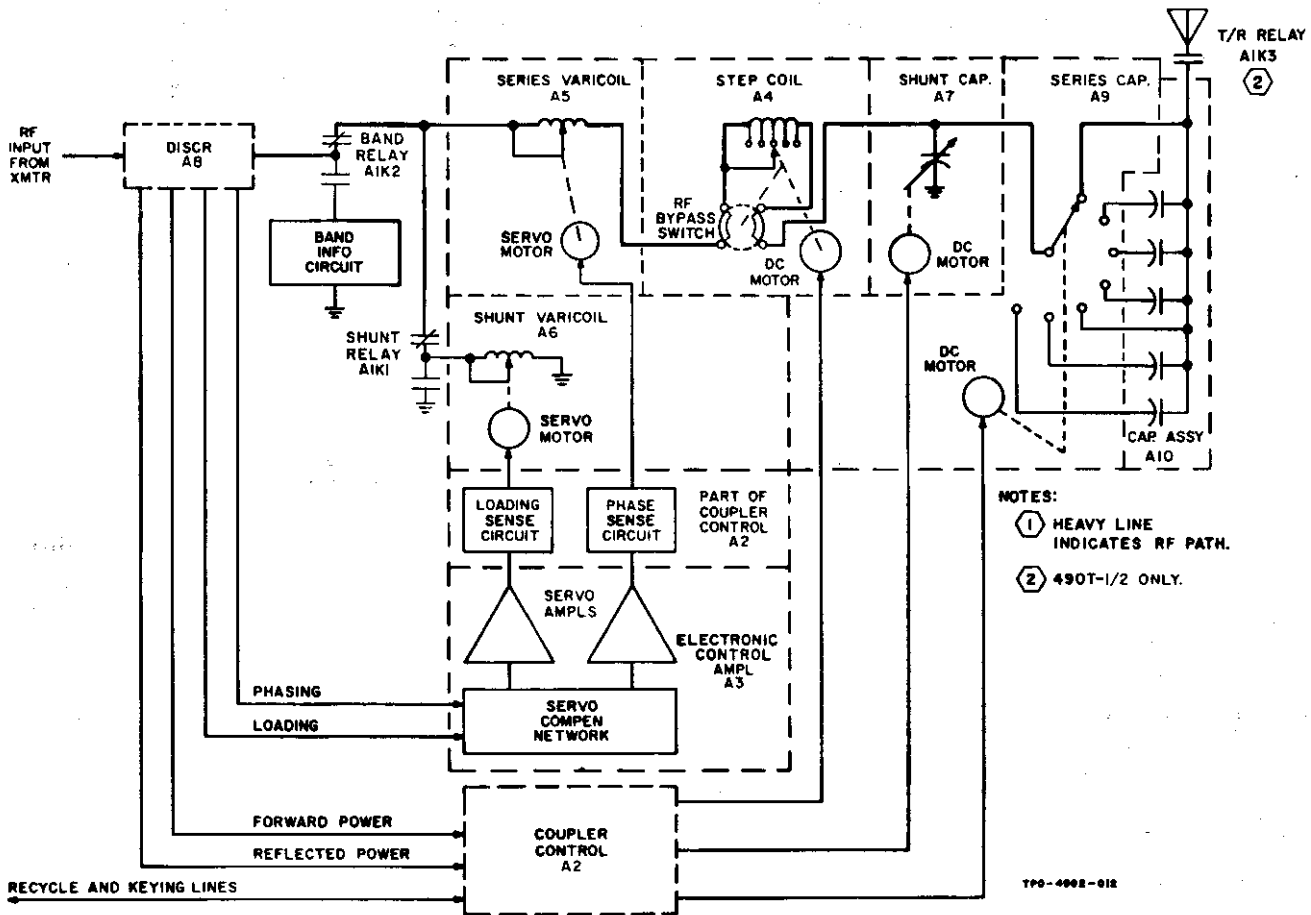 T/R RELAY
A1K3
2
SERIES VARICOIL
A5
STEP COIL
A4
SHUNT CAP.
A7
SERIES CAP.
A9
RF
INPUT
FROM
XMTR
DISCR
A8
BAND
RELAY
A1K2
BAND
INFO
CIRCUIT
SERVO
MOTOR
RF
BYPASS
SWITCH
DC
MOTOR
DC
MOTOR
SHUNT VARICOIL
A6
SHUNT
RELAY
A1K1
SERVO
MOTOR
DC
MOTOR
CAP. ASSY
A10
LOADING
SENSE
CIRCUIT
PHASE
SENSE
CIRCUIT
PART OF
COUPLER
CONTROL
A2
NOTES:
1 HEAVY LINE
INDICATES RF PATH.
2 490T-1/2 ONLY.
SERVO
AMPLS
ELECTRONIC
CONTROL
AMPL
A3
PHASING
LOADING
SERVO
COMPEN
NETWORK
FORWARD POWER
REFLECTED POWER
RECYCLE AND KEYING LINES
COUPLER
CONTROL
A2
TPO-4902-012